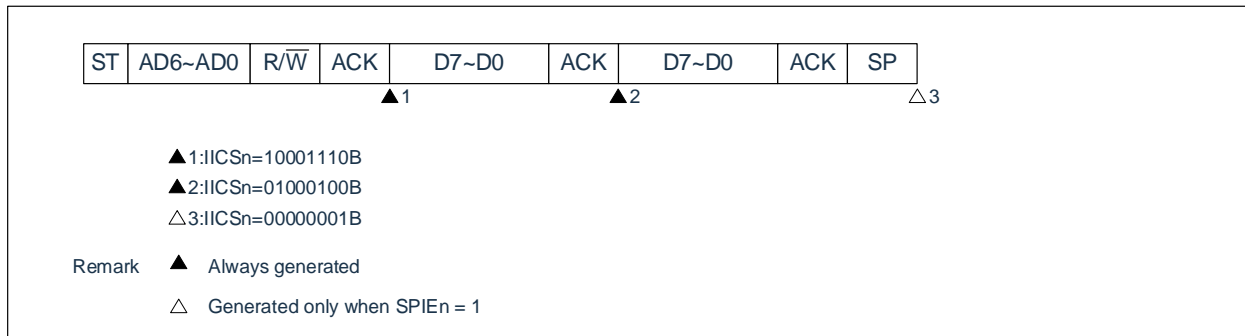 ST AD6~AD0 R/W̅ ACK D7~D0 ACK D7~D0 ACK SP
▲1 ▲2 △3
▲1:IICSn=10001110B
▲2:IICSn=01000100B
△3:IICSn=00000001B
Remark ▲ Always generated
△ Generated only when SPIEn = 1